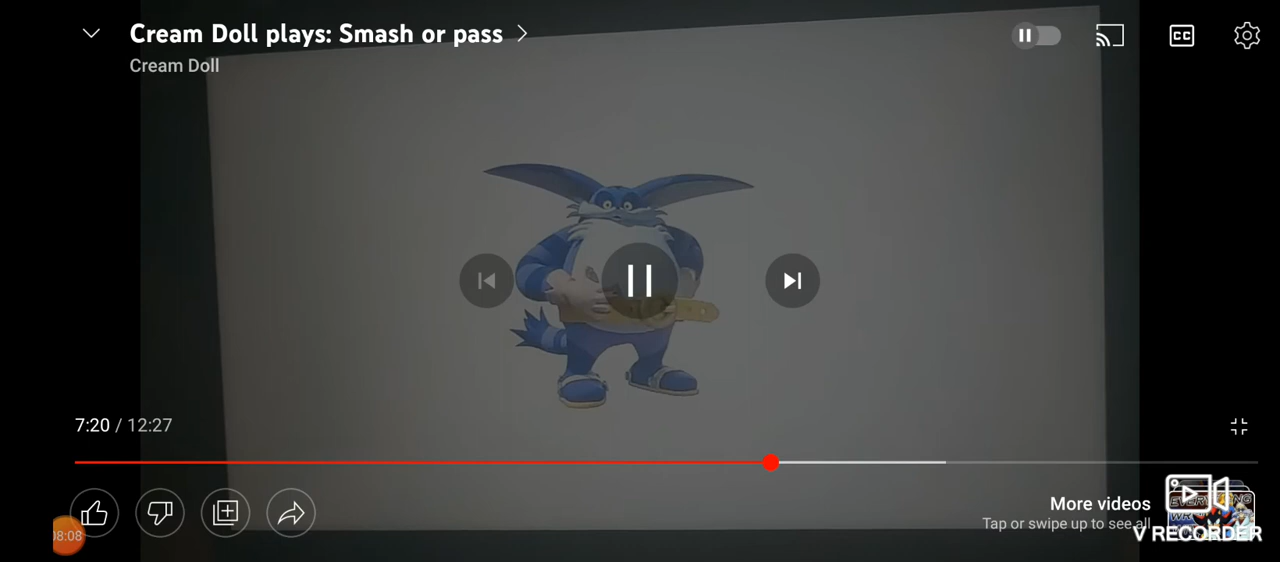 Cream Doll plays: Smash or pass
Cream Doll
CC
7:20 / 12:27
More videos
Tap or swipe up to see all
08:08
V RECORDER